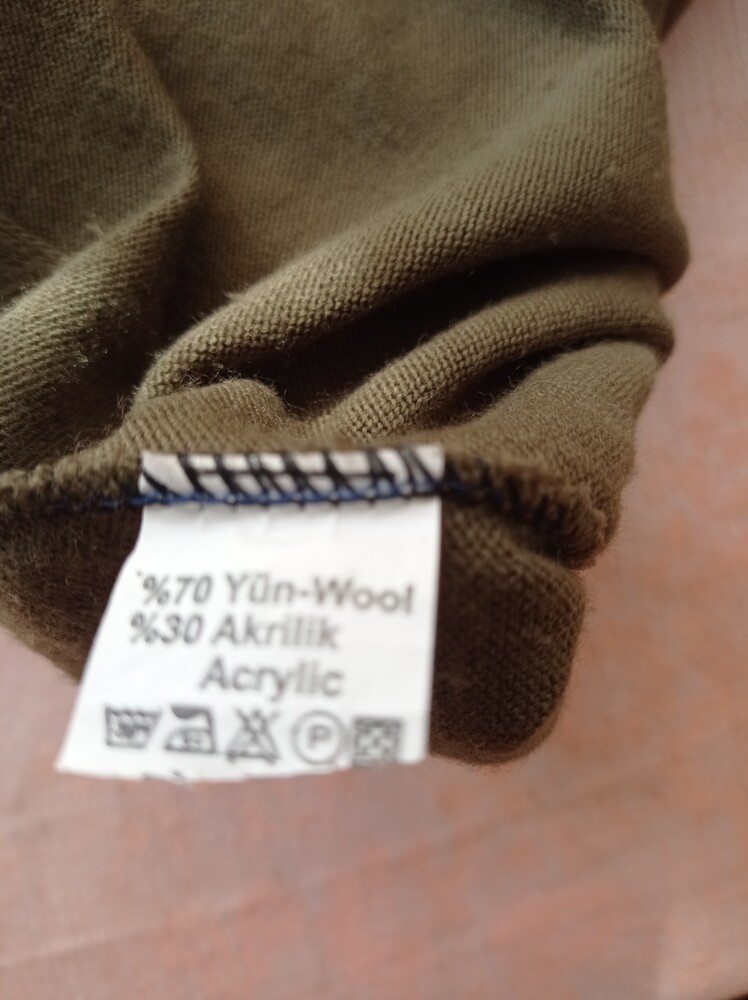 %70 Yün-Wool
%30 Akrilik
Acrylic
P